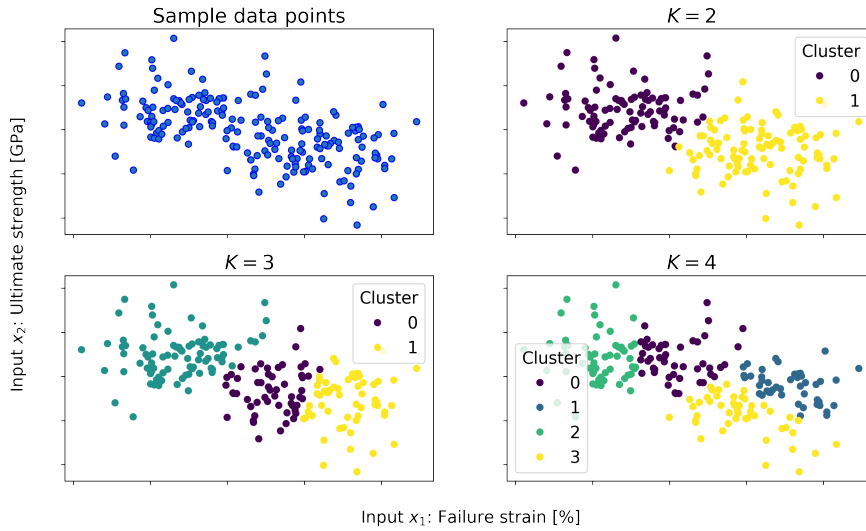 Sample data points
K = 2
Cluster
0
1
Input x₂: Ultimate strength [GPa]
K = 3
Cluster
0
1
K = 4
Cluster
0
1
2
3
Input x₁: Failure strain [%]